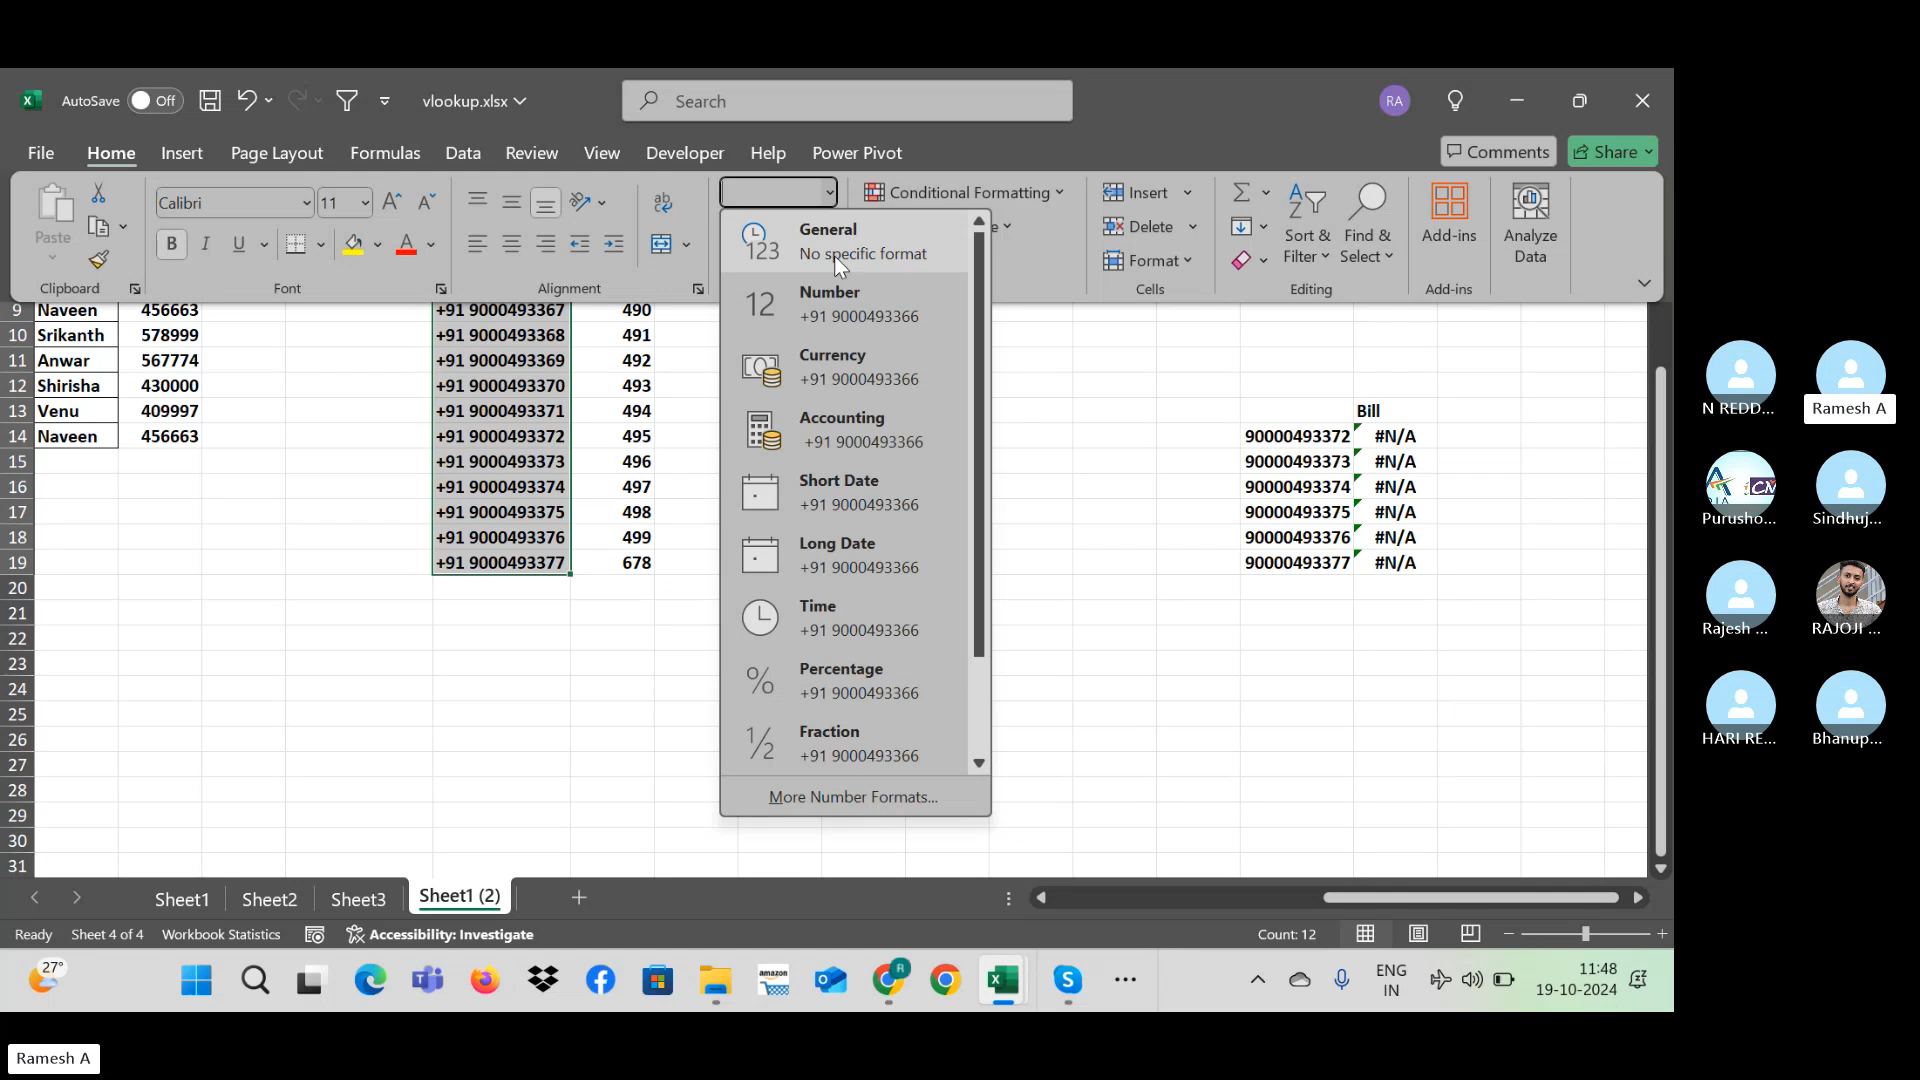 AutoSave Off vlookup.xlsx Search RA
File Home Insert Page Layout Formulas Data Review View Developer Help Power Pivot Comments Share
Paste
Clipboard
Calibri 11
B I U A
Font
ab
Alignment
Conditional Formatting
Insert
Delete
Format
Cells
Sort & Filter
Find & Select
Editing
Add-ins
Add-ins
Analyze Data
General
No specific format
Number
+91 9000493366
Currency
+91 9000493366
Accounting
+91 9000493366
Short Date
+91 9000493366
Long Date
+91 9000493366
Time
+91 9000493366
Percentage
+91 9000493366
Fraction
+91 9000493366
More Number Formats...
9 Naveen 456663 +91 9000493367 490
10 Srikanth 578999 +91 9000493368 491
11 Anwar 567774 +91 9000493369 492
12 Shirisha 430000 +91 9000493370 493
13 Venu 409997 +91 9000493371 494 Bill
14 Naveen 456663 +91 9000493372 495 90000493372 #N/A
15 +91 9000493373 496 90000493373 #N/A
16 +91 9000493374 497 90000493374 #N/A
17 +91 9000493375 498 90000493375 #N/A
18 +91 9000493376 499 90000493376 #N/A
19 +91 9000493377 678 90000493377 #N/A
20
21
22
23
24
25
26
27
28
29
30
31
Sheet1 Sheet2 Sheet3 Sheet1 (2)
Ready Sheet 4 of 4 Workbook Statistics Accessibility: Investigate Count: 12
27° amazon ENG IN 11:48 19-10-2024
N REDD... Ramesh A
Purusho... Sindhuj...
Rajesh ... RAJOJI ...
HARI RE... Bhanup...
Ramesh A